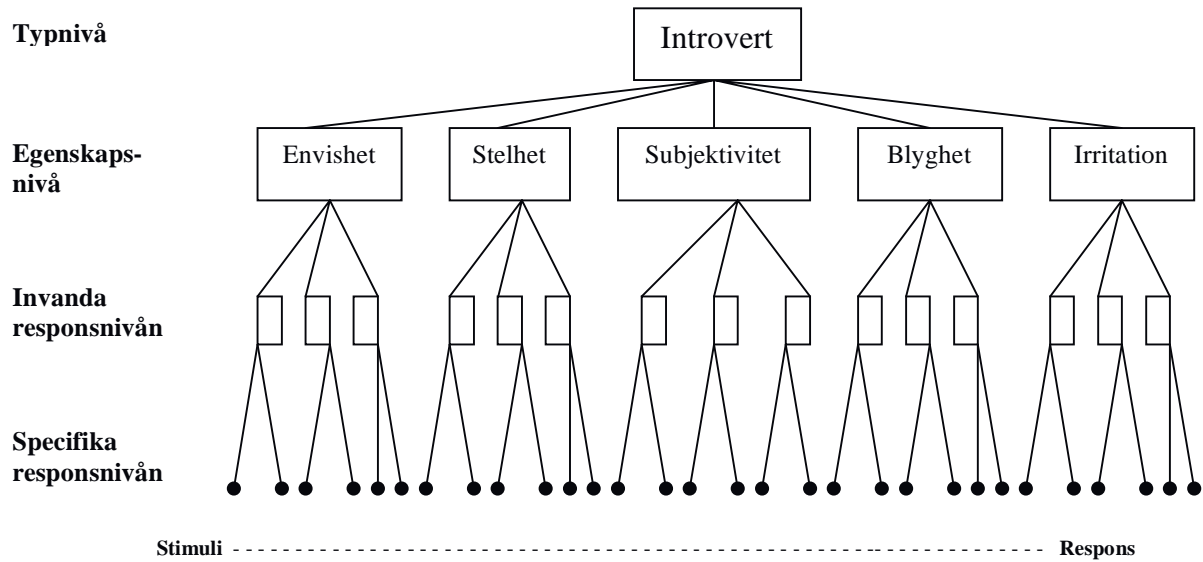 Typnivå
Introvert
Egenskaps-
nivå
Envishet
Stelhet
Subjektivitet
Blyghet
Irritation
Invanda
responsnivån
Specifika
responsnivån
Stimuli - - - - - - - - - - - - - - - - - - - - - - - - - - - - - - - - - - - - - - - - - - - - - - - - - - - - - - - - - - - - - - - - - - Respons